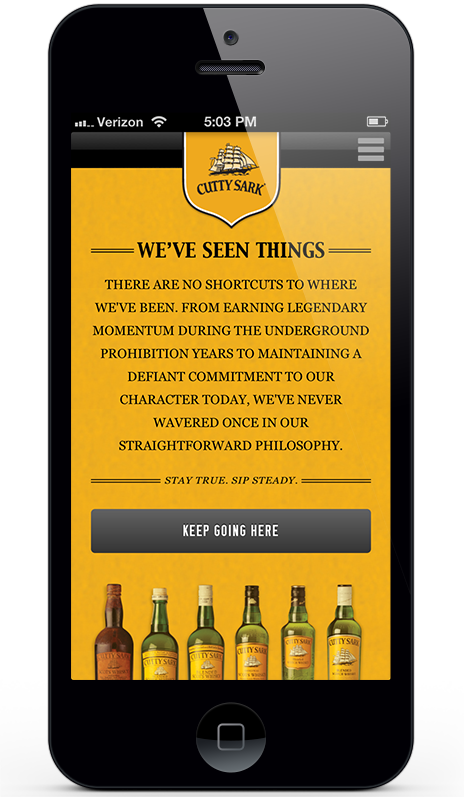 Verizon 5:03 PM
CUTTY SARK
WE'VE SEEN THINGS
THERE ARE NO SHORTCUTS TO WHERE
WE'VE BEEN. FROM EARNING LEGENDARY
MOMENTUM DURING THE UNDERGROUND
PROHIBITION YEARS TO MAINTAINING A
DEFIANT COMMITMENT TO OUR
CHARACTER TODAY, WE'VE NEVER
WAVERED ONCE IN OUR
STRAIGHTFORWARD PHILOSOPHY.
STAY TRUE. SIP STEADY.
KEEP GOING HERE
CUTTY SARK CUTTY SARK CUTTY SARK CUTTY SARK CUTTY SARK